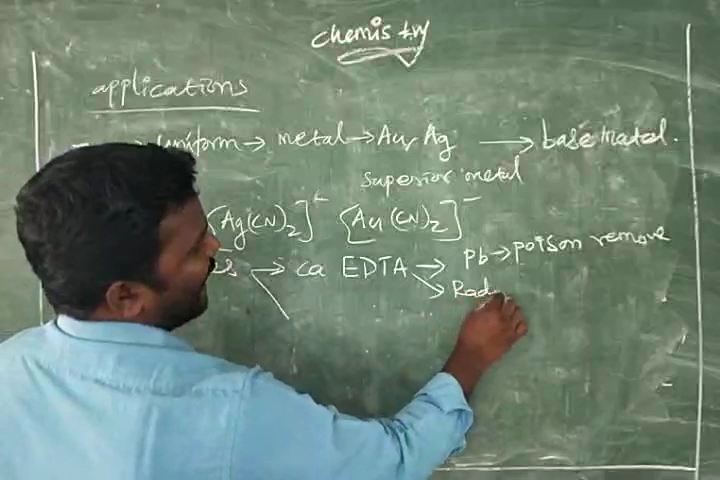 chemistry
applications
uniform → metal → Au, Ag → base metal.
superior metal
[Ag(CN)2]⁻ [Au(CN)2]⁻
→ ca EDTA → Pb → poison remove
→ Rad